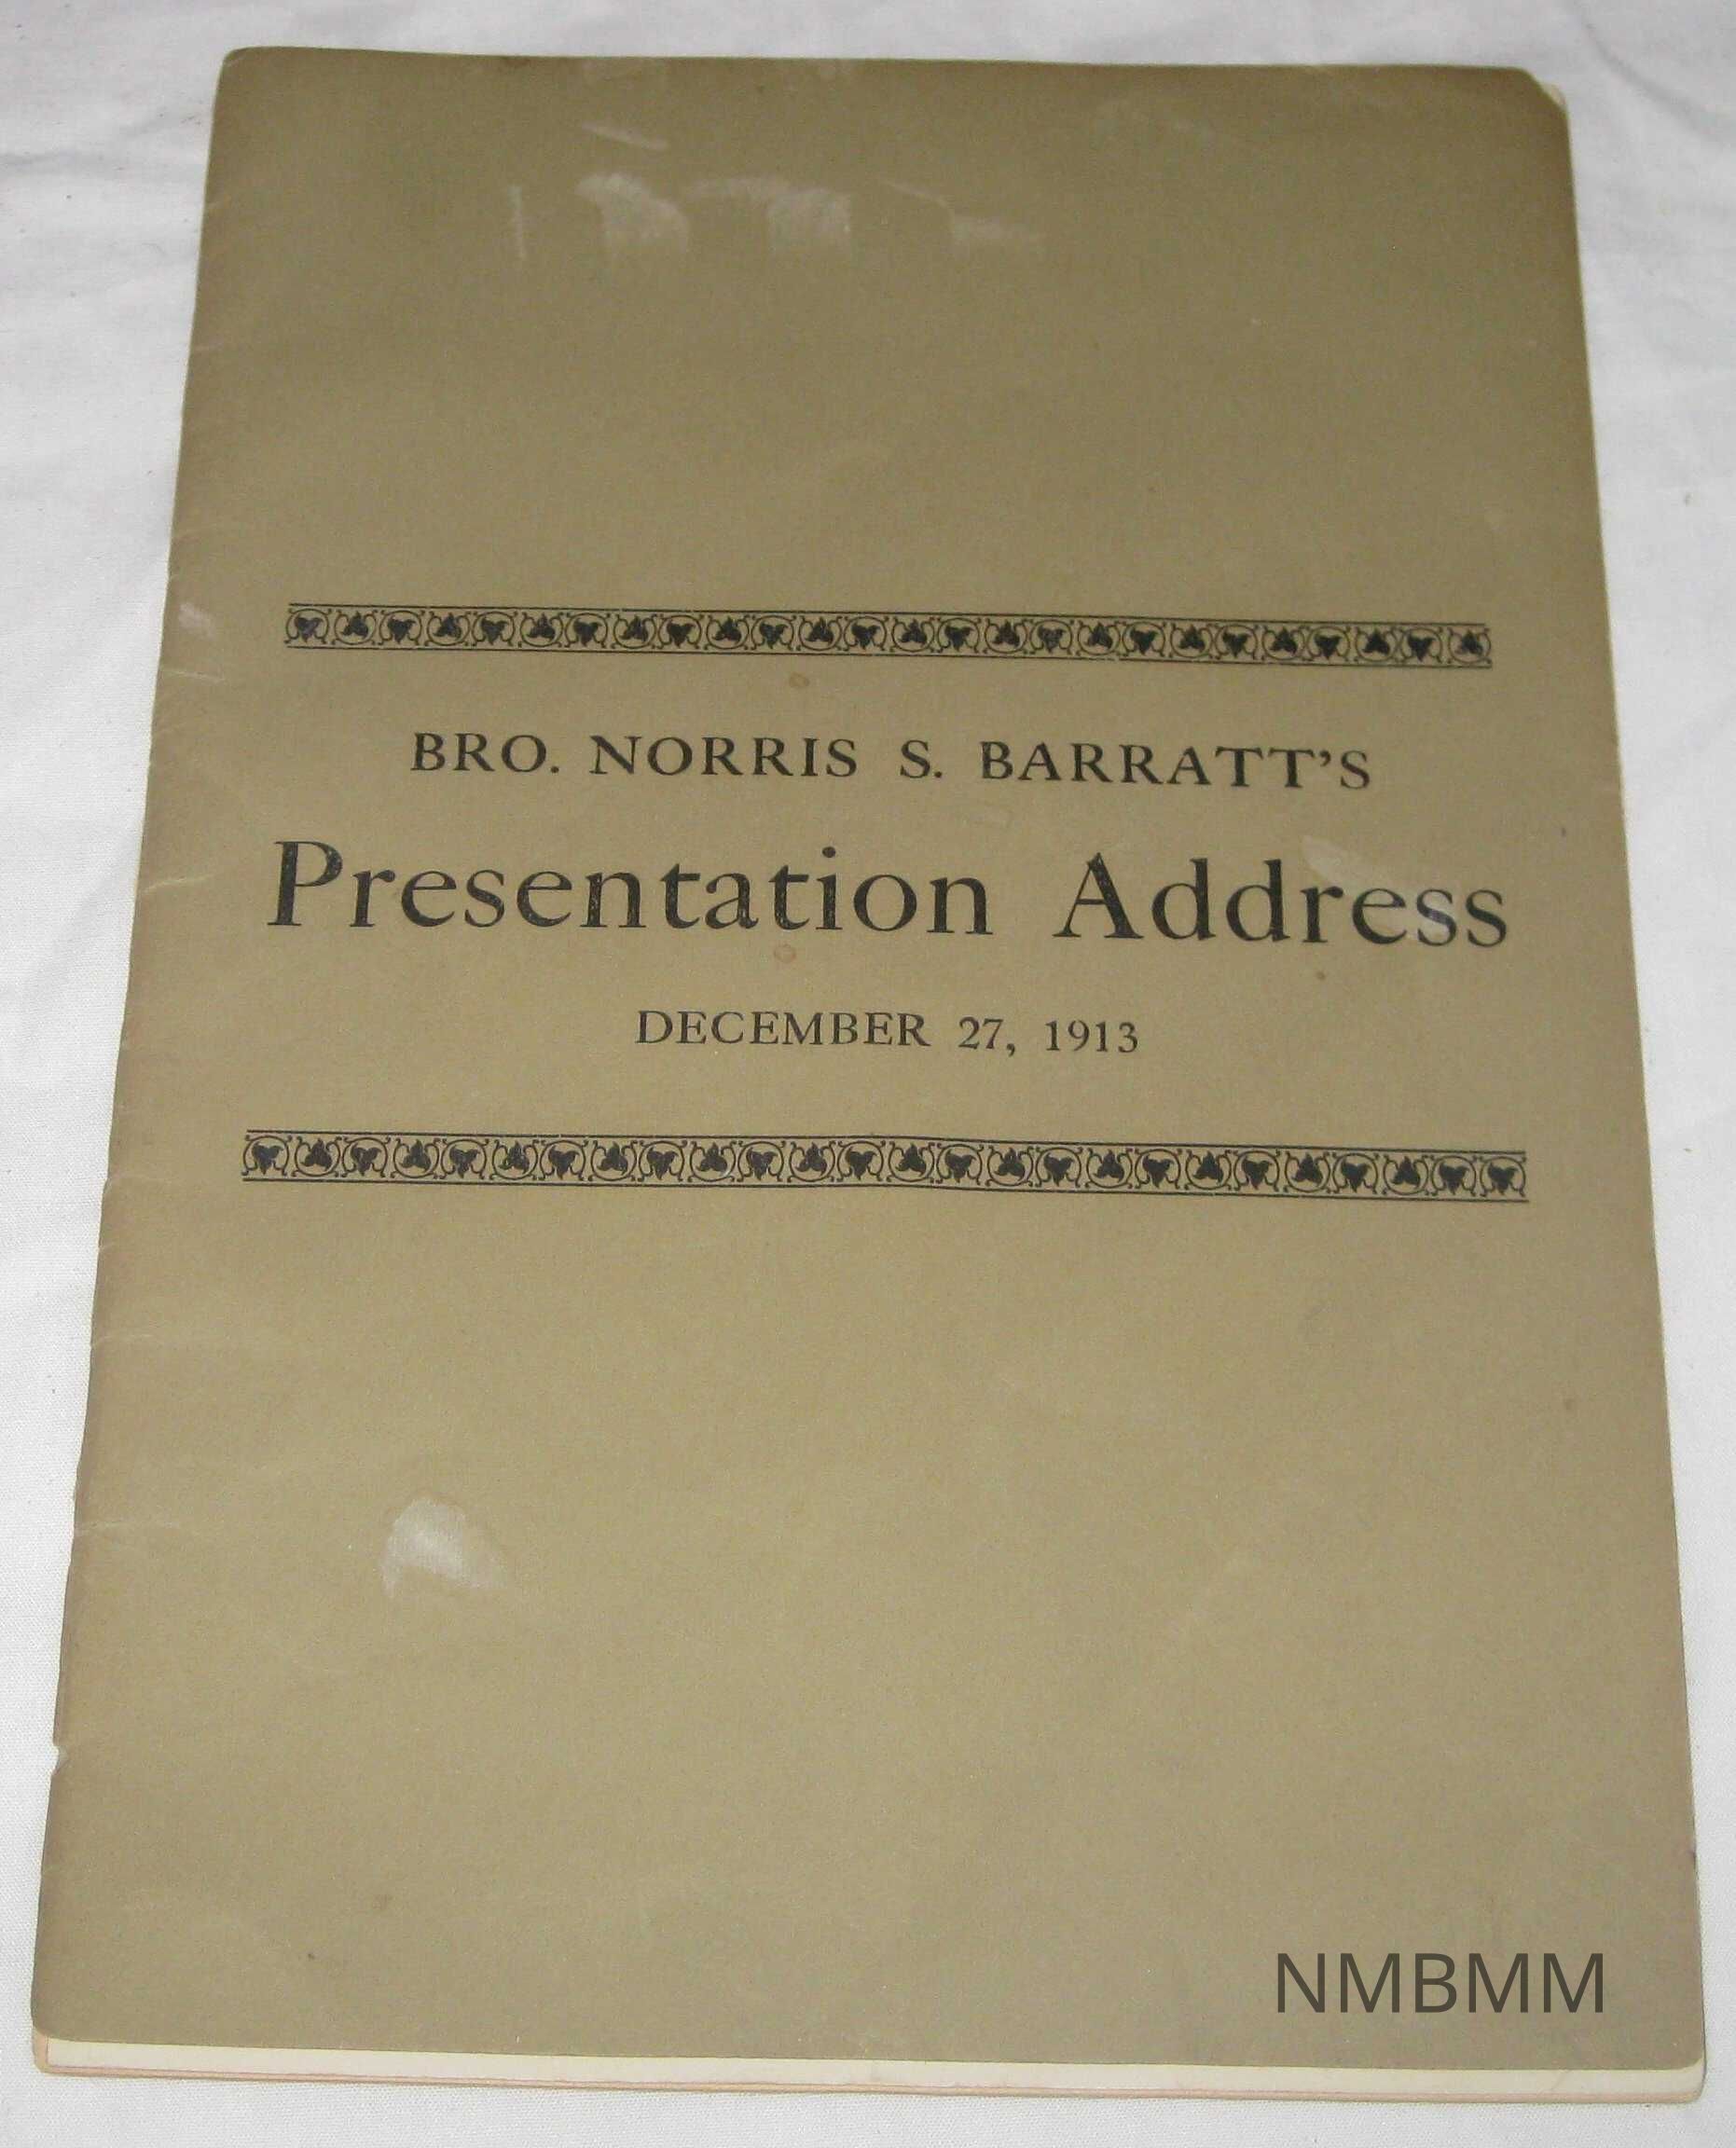 BRO. NORRIS S. BARRATT'S
Presentation Address
DECEMBER 27, 1913
NMBMM